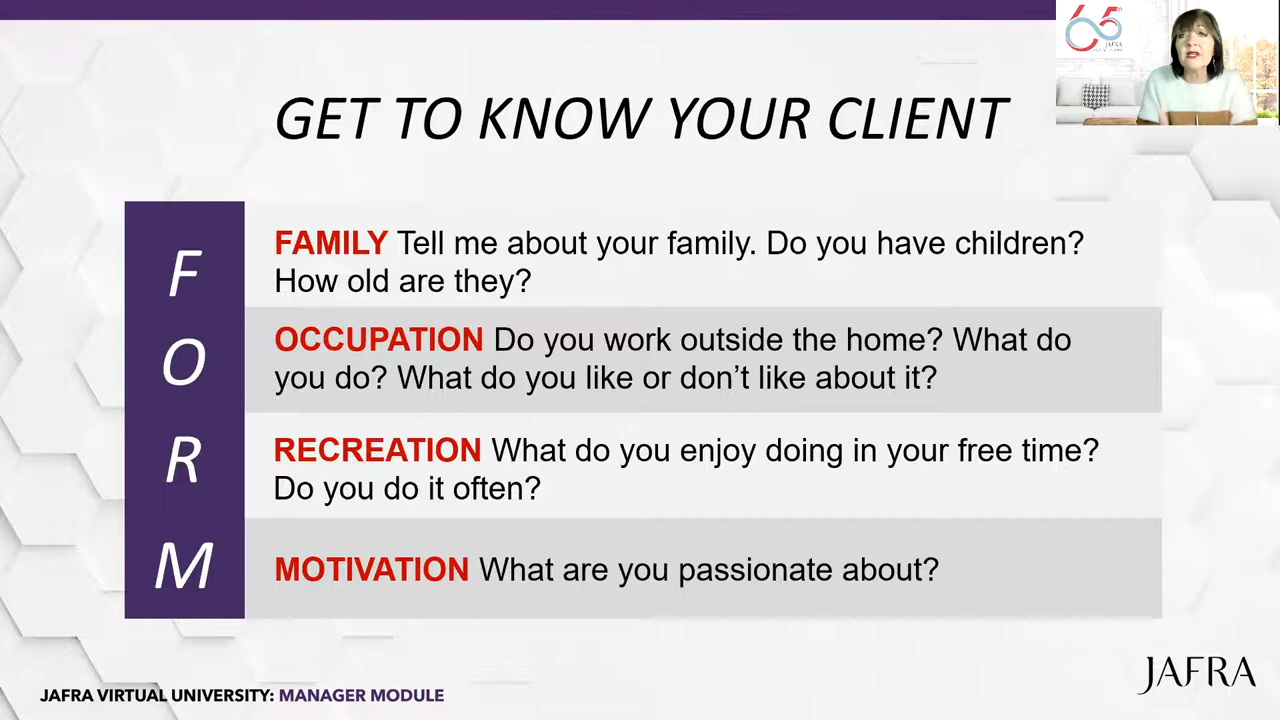 65
JAFRA
GET TO KNOW YOUR CLIENT
F
FAMILY Tell me about your family. Do you have children?
How old are they?
O
OCCUPATION Do you work outside the home? What do
you do? What do you like or don’t like about it?
R
RECREATION What do you enjoy doing in your free time?
Do you do it often?
M
MOTIVATION What are you passionate about?
JAFRA VIRTUAL UNIVERSITY: MANAGER MODULE
JAFRA